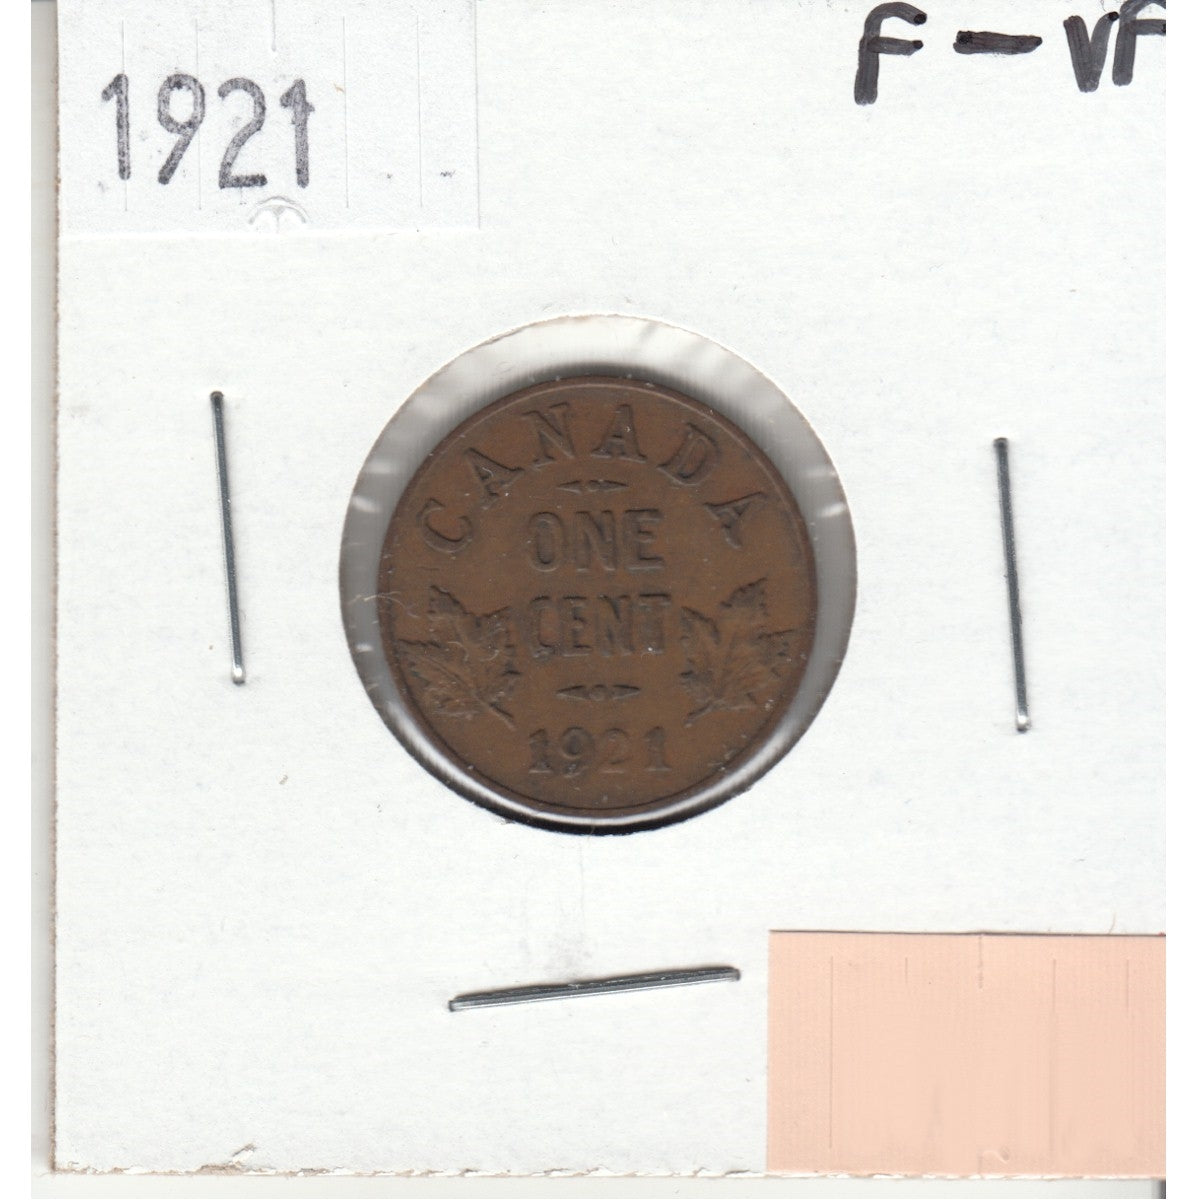 1921
F-VF
CANADA
ONE
CENT
1921